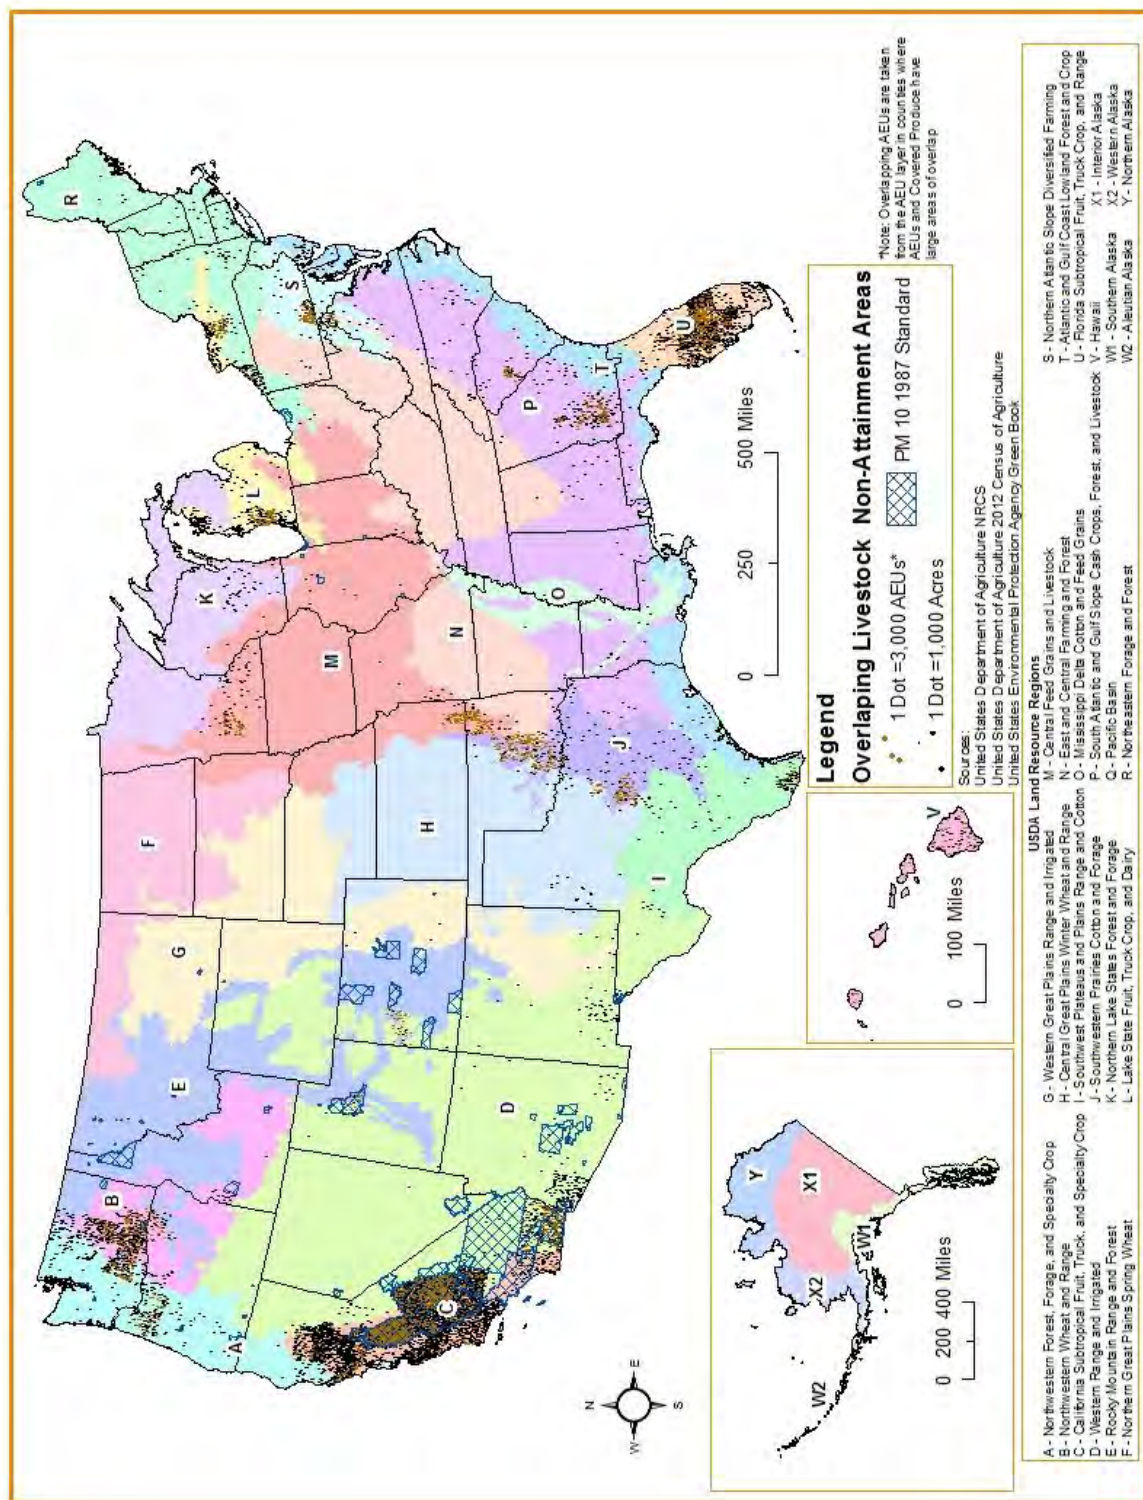 A
B
C
D
'E
F
G
H
I
J
K
L
M
N
O
P
R
S
T
U
N
W
E
S
0
250
500 Miles
Y
X1
X2
W1
W2
0 200 400 Miles
V
0
100 Miles
Legend
Overlaping Livestock Non-Attainment Areas
1 Dot =3,000 AEUs*
PM 10 1987 Standard
1 Dot =1,000 Acres
*Note: Overlapping AEUs are taken
from the AEU layer in counties where
AEUs and Covered Produce have
large areas of overlap
Sources:
United States Department of Agriculture NRCS
United States Department of Agriculture 2012 Census of Agriculture
United States Environmental Protection Agency Green Book
USDA Land Resource Regions
A - Northwestern Forest, Forage, and Specialty Crop
B - Northwestern Wheat and Range
C - California Subtropical Fruit, Truck, and Specialty Crop
D - Western Range and Irrigated
E - Rocky Mountain Range and Forest
F - Northern Great Plains Spring Wheat
G - Western Great Plains Range and Irrigated
H - Central Great Plains Winter Wheat and Range
I - Southwest Plateaus and Plains Range and Cotton
J - Southwestern Prairies Cotton and Forage
K - Northern Lake States Forest and Forage
L - Lake State Fruit, Truck Crop, and Dairy
M - Central Feed Grains and Livestock
N - East and Central Farming and Forest
O - Mississippi Delta Cotton and Feed Grains
P - South Atlantic and Gulf Slope Cash Crops, Forest, and Livestock
Q - Pacific Basin
R - Northeastern Forage and Forest
S - Northern Atlantic Slope Diversified Farming
T - Atlantic and Gulf Coast Lowland Forest and Crop
U - Florida Subtropical Fruit, Truck Crop, and Range
V - Hawaii
W1 - Southern Alaska
W2 - Aleutian Alaska
X1 - Interior Alaska
X2 - Western Alaska
Y - Northern Alaska